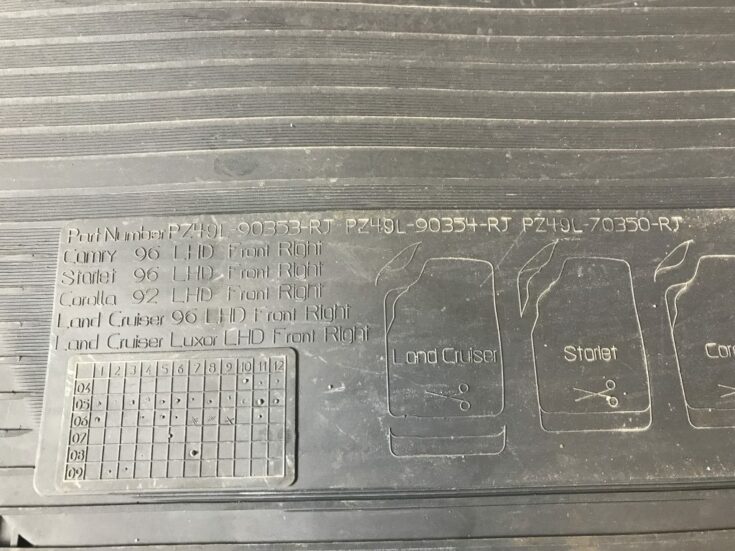 Part Number PZ49L-90353-RJ PZ49L-90354-RJ PZ49L-70350-RJ
Camry 96 LHD Front Right
Starlet 96 LHD Front Right
Corolla 92 LHD Front Right
Land Cruiser 96 LHD Front Right
Land Cruiser Luxor LHD Front Right
Land Cruiser Starlet
1 2 3 4 5 6 7 8 9 10 11 12
04
05
06
07
08
09